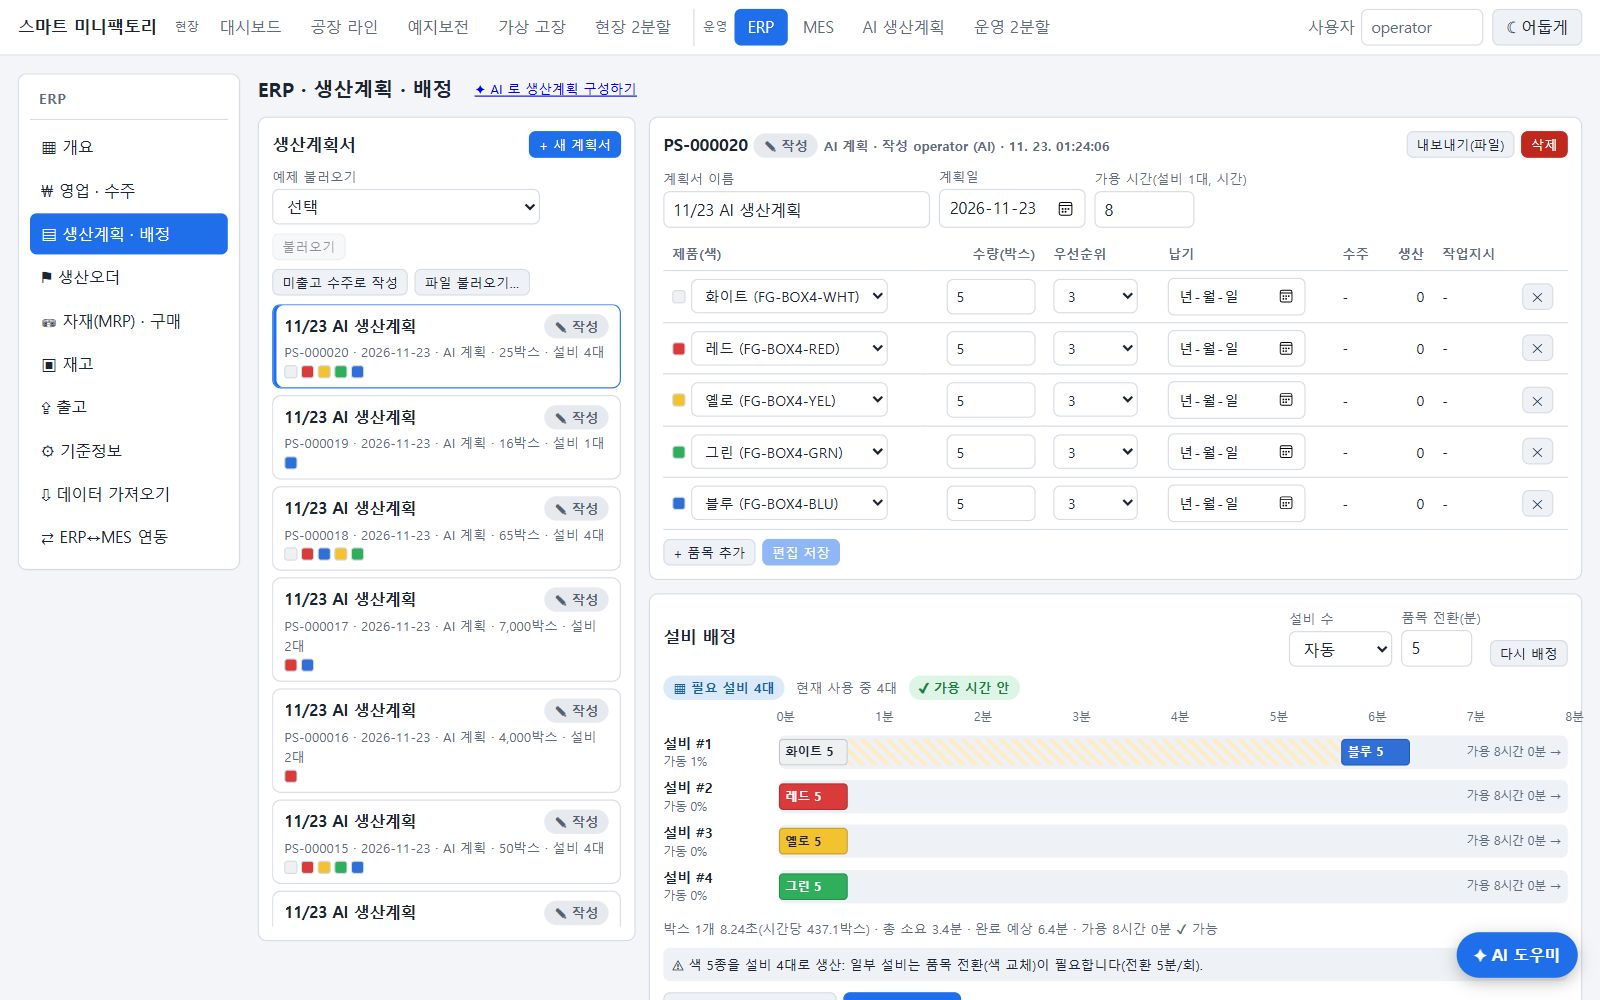 스마트 미니팩토리 현장 대시보드 공장 라인 예지보전 가상 고장 현장 2분할 운영 ERP MES AI 생산계획 운영 2분할 사용자 operator ☾ 어둡게
ERP
▦ 개요
₩ 영업 · 수주
▤ 생산계획 · 배정
⚑ 생산오더
자재(MRP) · 구매
▣ 재고
⇪ 출고
⚙ 기준정보
⇩ 데이터 가져오기
⇄ ERP↔MES 연동
ERP · 생산계획 · 배정 ✦ AI 로 생산계획 구성하기
생산계획서 + 새 계획서
예제 불러오기
선택
불러오기
미출고 수주로 작성 파일 불러오기...
11/23 AI 생산계획 ✎ 작성
PS-000020 · 2026-11-23 · AI 계획 · 25박스 · 설비 4대
11/23 AI 생산계획 ✎ 작성
PS-000019 · 2026-11-23 · AI 계획 · 16박스 · 설비 1대
11/23 AI 생산계획 ✎ 작성
PS-000018 · 2026-11-23 · AI 계획 · 65박스 · 설비 4대
11/23 AI 생산계획 ✎ 작성
PS-000017 · 2026-11-23 · AI 계획 · 7,000박스 · 설비
2대
11/23 AI 생산계획 ✎ 작성
PS-000016 · 2026-11-23 · AI 계획 · 4,000박스 · 설비
2대
11/23 AI 생산계획 ✎ 작성
PS-000015 · 2026-11-23 · AI 계획 · 50박스 · 설비 4대
11/23 AI 생산계획 ✎ 작성
PS-000020 ✎ 작성 AI 계획 · 작성 operator (AI) · 11. 23. 01:24:06 내보내기(파일) 삭제
계획서 이름 계획일 가용 시간(설비 1대, 시간)
11/23 AI 생산계획 2026-11-23 8
제품(색) 수량(박스) 우선순위 납기 수주 생산 작업지시
화이트 (FG-BOX4-WHT) 5 3 년-월-일 - 0 - ×
레드 (FG-BOX4-RED) 5 3 년-월-일 - 0 - ×
옐로 (FG-BOX4-YEL) 5 3 년-월-일 - 0 - ×
그린 (FG-BOX4-GRN) 5 3 년-월-일 - 0 - ×
블루 (FG-BOX4-BLU) 5 3 년-월-일 - 0 - ×
+ 품목 추가 편집 저장
설비 배정
설비 수 품목 전환(분)
자동 5 다시 배정
▦ 필요 설비 4대 현재 사용 중 4대 ✓ 가용 시간 안
0분 1분 2분 3분 4분 5분 6분 7분 8분
설비 #1 화이트 5 블루 5 가용 8시간 0분 →
가동 1%
설비 #2 레드 5 가용 8시간 0분 →
가동 0%
설비 #3 옐로 5 가용 8시간 0분 →
가동 0%
설비 #4 그린 5 가용 8시간 0분 →
가동 0%
박스 1개 8.24초(시간당 437.1박스) · 총 소요 3.4분 · 완료 예상 6.4분 · 가용 8시간 0분 ✓ 가능
⚠ 색 5종을 설비 4대로 생산: 일부 설비는 품목 전환(색 교체)이 필요합니다(전환 5분/회).
✦ AI 도우미